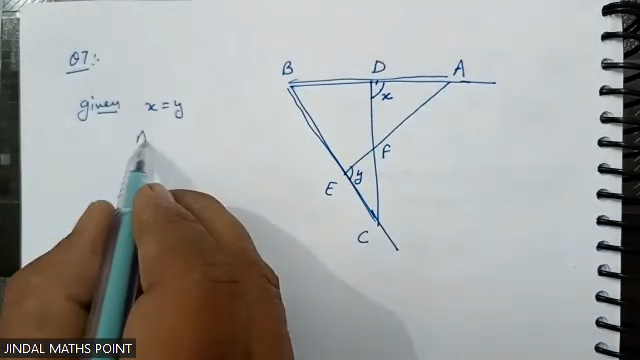 Q7:-
given x = y
A
B D A
x
F
E y
C
JINDAL MATHS POINT